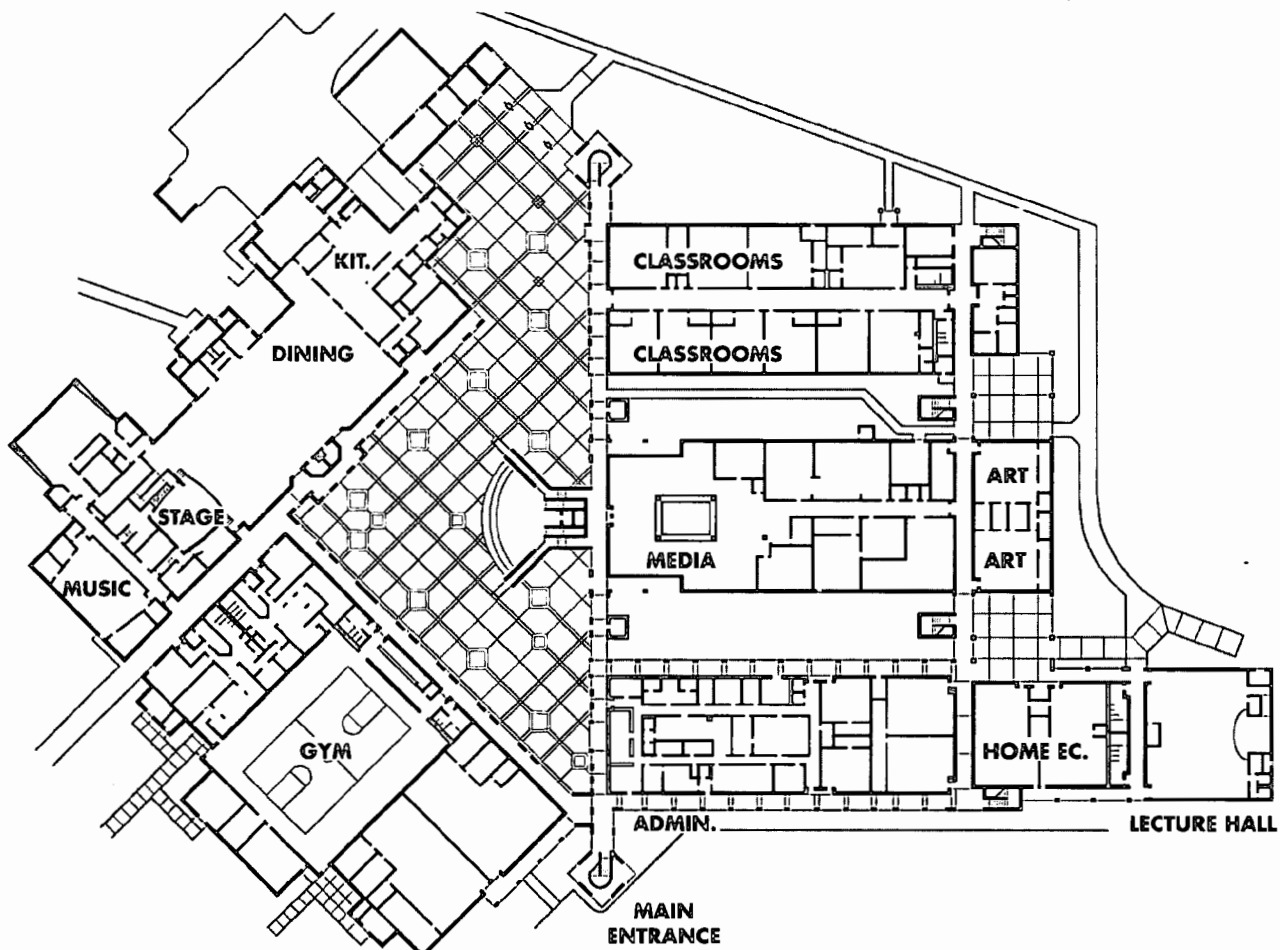 CLASSROOMS
KIT.
CLASSROOMS
DINING
ART
STAGE
ART
MEDIA
MUSIC
GYM
HOME EC.
ADMIN.
LECTURE HALL
MAIN
ENTRANCE